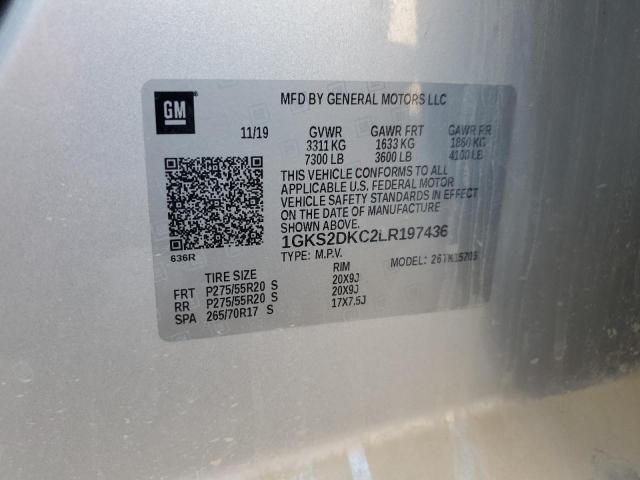 GM
MFD BY GENERAL MOTORS LLC
11/19 GVWR GAWR FRT GAWR RR
3311 KG 1633 KG 1860 KG
7300 LB 3600 LB 4100 LB
THIS VEHICLE CONFORMS TO ALL
APPLICABLE U.S. FEDERAL MOTOR
VEHICLE SAFETY STANDARDS IN EFFECT
ON THE DATE OF MANUFACTURE
SHOWN ABOVE.
1GKS2DKC2LR197436
TYPE: M.P.V. MODEL:
636R
TIRE SIZE RIM
FRT P275/55R20 S 20X9J
RR P275/55R20 S 20X9J
SPA 265/70R17 S 17X7.5J